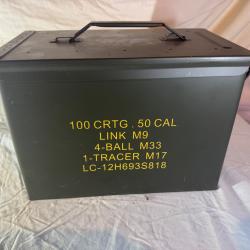 100 CRTG . 50 CAL
LINK M9
4-BALL M33
1-TRACER M17
LC-12H693S818